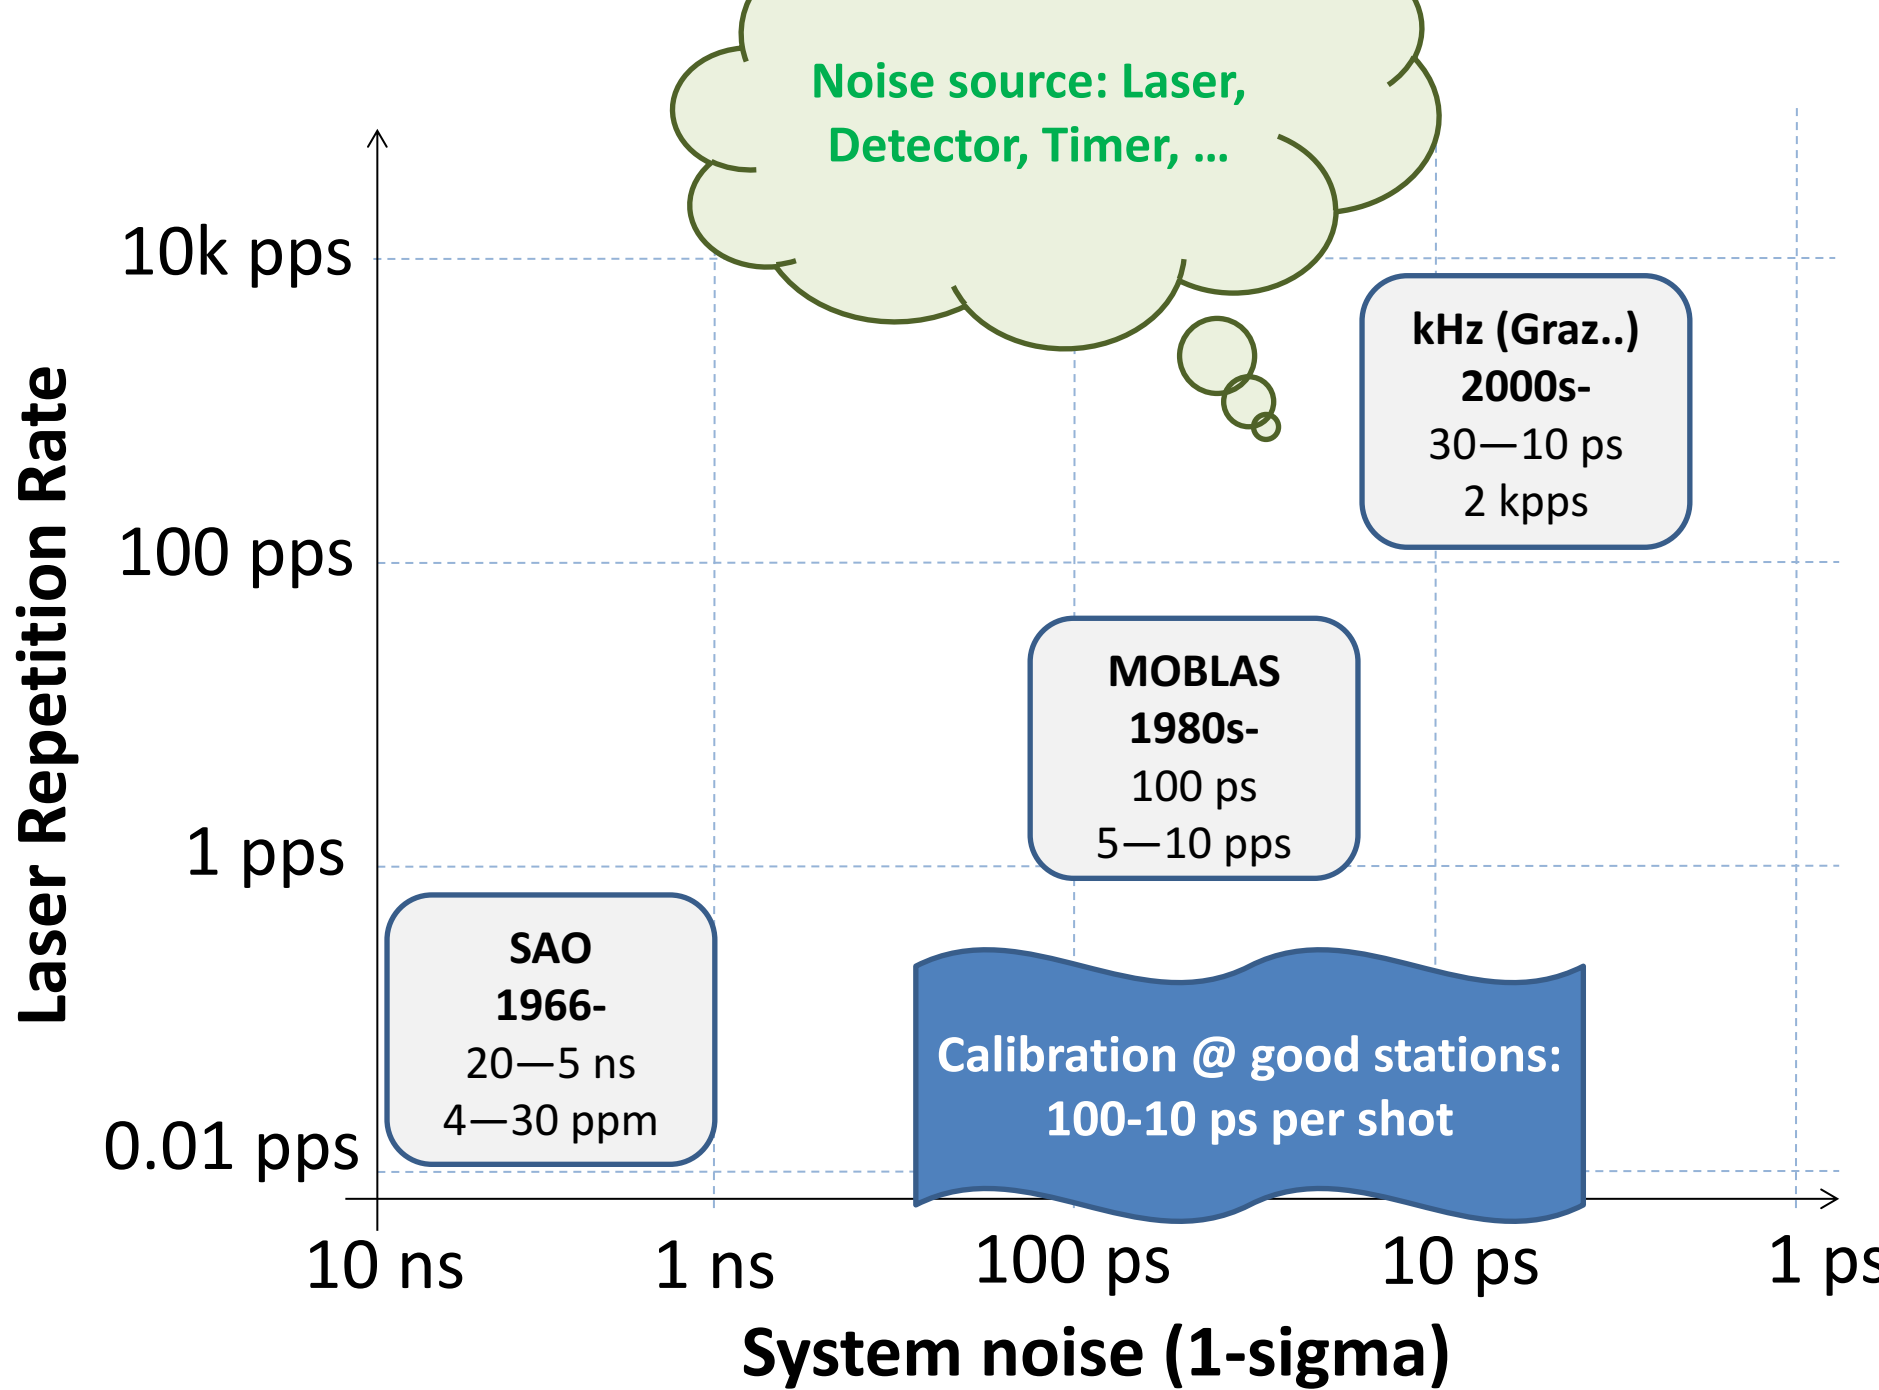 Noise source: Laser,
Detector, Timer, ...
10k pps
100 pps
1 pps
0.01 pps
Laser Repetition Rate
kHz (Graz..)
2000s-
30—10 ps
2 kpps
MOBLAS
1980s-
100 ps
5—10 pps
SAO
1966-
20—5 ns
4—30 ppm
Calibration @ good stations:
100-10 ps per shot
10 ns
1 ns
100 ps
10 ps
1 ps
System noise (1-sigma)